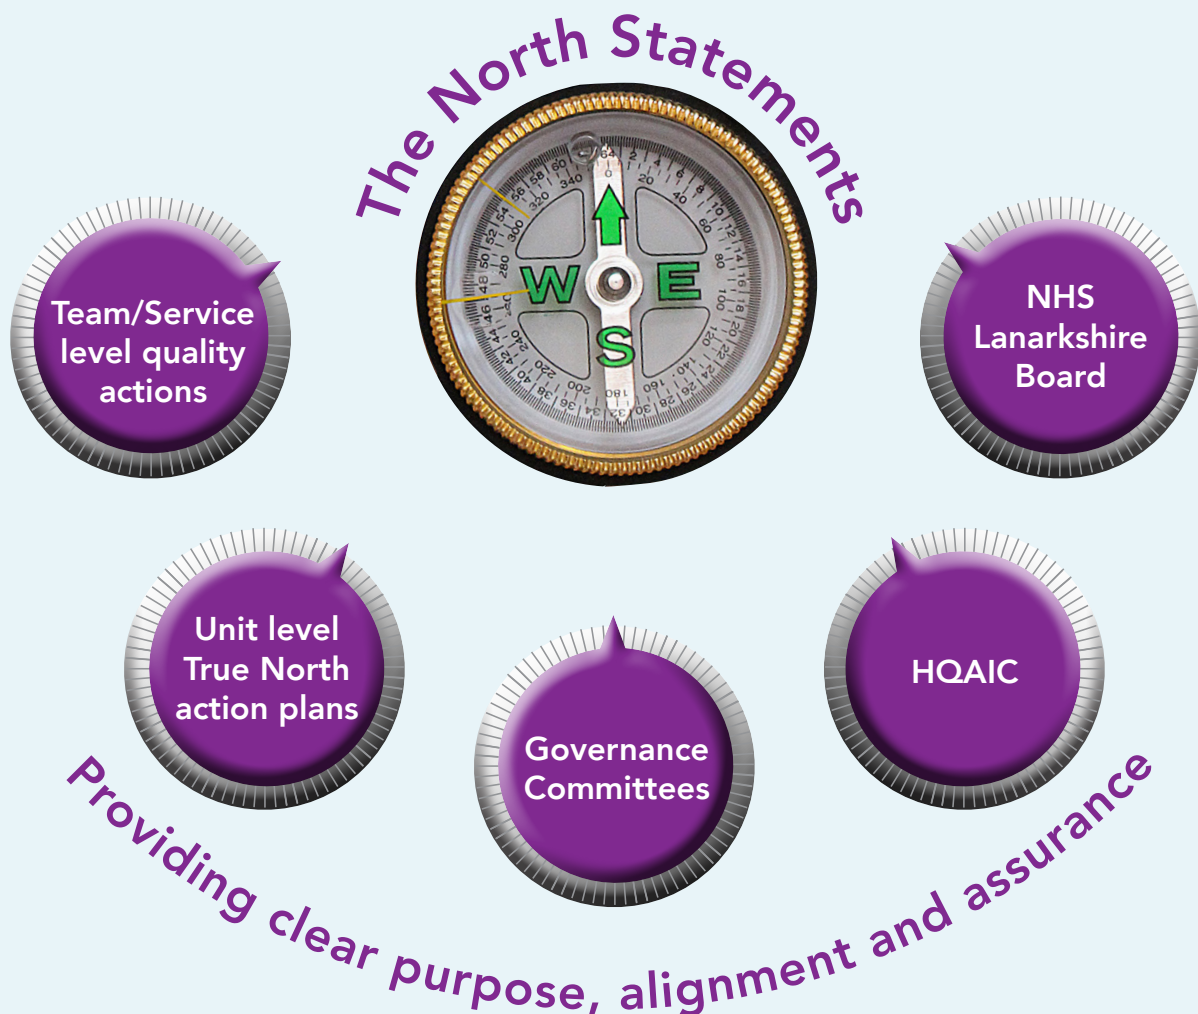 The North Statements
W E
S
Team/Service
level quality
actions
NHS
Lanarkshire
Board
Unit level
True North
action plans
Governance
Committees
HQAIC
Providing clear purpose, alignment and assurance